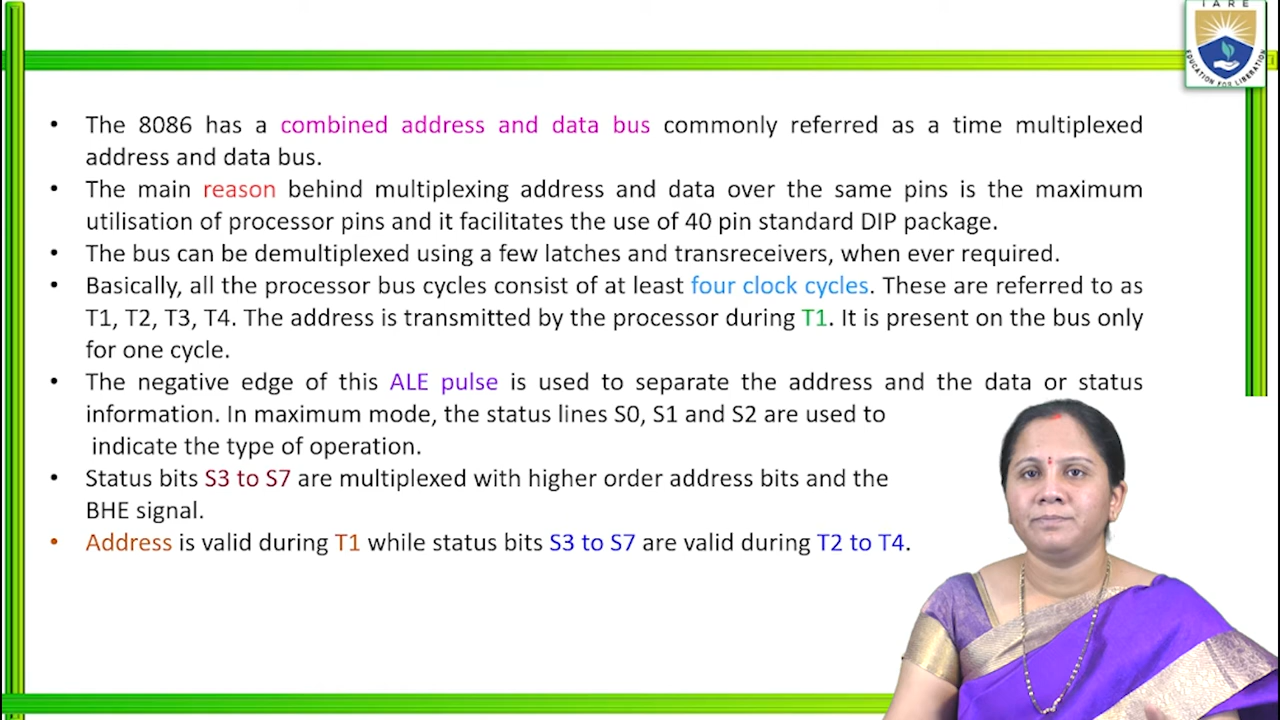 IARE
EDUCATION FOR LIBERATION
• The 8086 has a combined address and data bus commonly referred as a time multiplexed
address and data bus.
• The main reason behind multiplexing address and data over the same pins is the maximum
utilisation of processor pins and it facilitates the use of 40 pin standard DIP package.
• The bus can be demultiplexed using a few latches and transreceivers, when ever required.
• Basically, all the processor bus cycles consist of at least four clock cycles. These are referred to as
T1, T2, T3, T4. The address is transmitted by the processor during T1. It is present on the bus only
for one cycle.
• The negative edge of this ALE pulse is used to separate the address and the data or status
information. In maximum mode, the status lines S0, S1 and S2 are used to
indicate the type of operation.
• Status bits S3 to S7 are multiplexed with higher order address bits and the
BHE signal.
• Address is valid during T1 while status bits S3 to S7 are valid during T2 to T4.